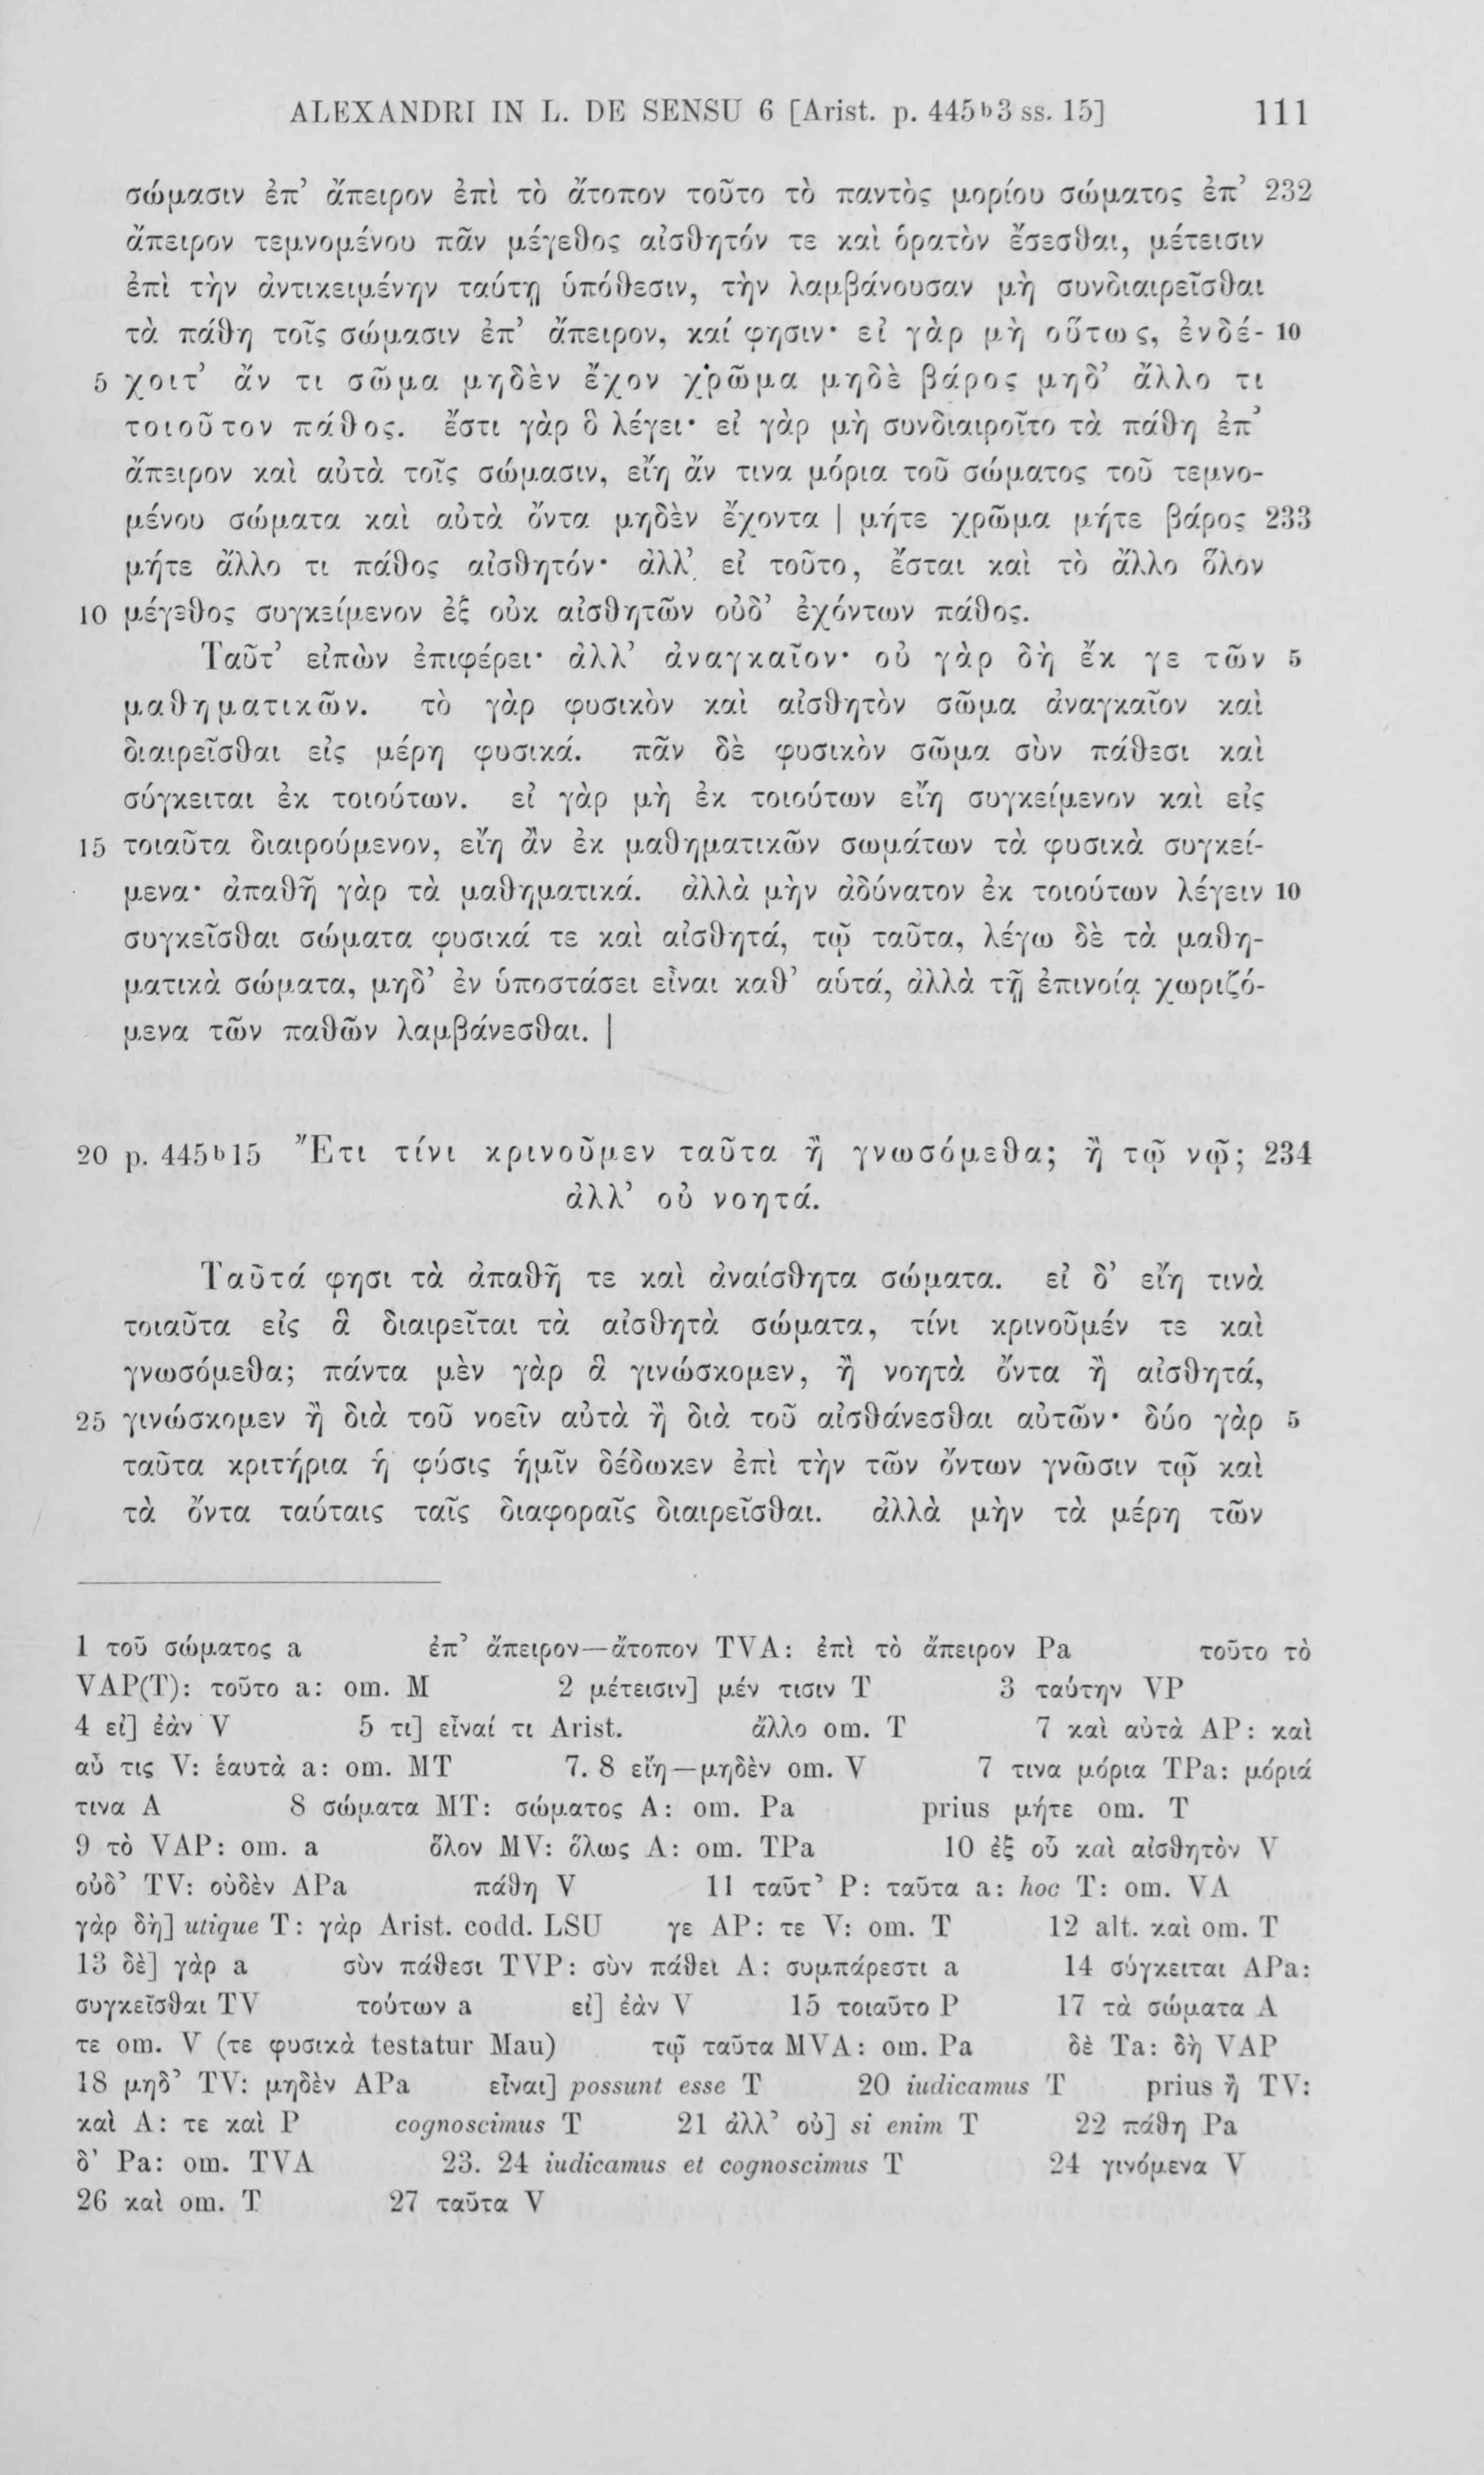 ALEXANDRI IN L. DE SENSU 6 [Arist. p. 445b3 ss. 15] 111
σώμασιν ἐπ’ ἄπειρον ἐπὶ τὸ ἄτοπον τοῦτο τὸ παντὸς μορίου σώματος ἐπ’ 232
ἄπειρον τεμνομένου πᾶν μέγεθος αἰσθητόν τε καὶ ὁρατὸν ἔσεσθαι, μέτεισιν
ἐπὶ τὴν ἀντικειμένην ταύτῃ ὑπόθεσιν, τὴν λαμβάνουσαν μὴ συνδιαιρεῖσθαι
τὰ πάθη τοῖς σώμασιν ἐπ’ ἄπειρον, καί φησιν· εἰ γὰρ μὴ οὕτως, ἐνδέ- 10
5 χοιτ’ ἄν τι σῶμα μηδὲν ἔχον χρῶμα μηδὲ βάρος μηδ’ ἄλλο τι
τοιοῦτον πάθος. ἔστι γὰρ ὃ λέγει· εἰ γὰρ μὴ συνδιαιροῖτο τὰ πάθη ἐπ’
ἄπειρον καὶ αὐτὰ τοῖς σώμασιν, εἴη ἄν τινα μόρια τοῦ σώματος τοῦ τεμνο-
μένου σώματα καὶ αὐτὰ ὄντα μηδὲν ἔχοντα | μήτε χρῶμα μήτε βάρος 233
μήτε ἄλλο τι πάθος αἰσθητόν· ἀλλ’ εἰ τοῦτο, ἔσται καὶ τὸ ἄλλο ὅλον
10 μέγεθος συγκείμενον ἐξ οὐκ αἰσθητῶν οὐδ’ ἐχόντων πάθος.
Ταῦτ’ εἰπὼν ἐπιφέρει· ἀλλ’ ἀναγκαῖον· οὐ γὰρ δὴ ἔκ γε τῶν 5
μαθηματικῶν. τὸ γὰρ φυσικὸν καὶ αἰσθητὸν σῶμα ἀναγκαῖον καὶ
διαιρεῖσθαι εἰς μέρη φυσικά. πᾶν δὲ φυσικὸν σῶμα σὺν πάθεσι καὶ
σύγκειται ἐκ τοιούτων. εἰ γὰρ μὴ ἐκ τοιούτων εἴη συγκείμενον καὶ εἰς
15 τοιαῦτα διαιρούμενον, εἴη ἂν ἐκ μαθηματικῶν σωμάτων τὰ φυσικὰ συγκεί-
μενα· ἀπαθῆ γὰρ τὰ μαθηματικά. ἀλλὰ μὴν ἀδύνατον ἐκ τοιούτων λέγειν 10
συγκεῖσθαι σώματα φυσικά τε καὶ αἰσθητά, τῷ ταῦτα, λέγω δὲ τὰ μαθη-
ματικὰ σώματα, μηδ’ ἐν ὑποστάσει εἶναι καθ’ αὑτά, ἀλλὰ τῇ ἐπινοίᾳ χωριζό-
μενα τῶν παθῶν λαμβάνεσθαι. |
20 p. 445b15 Ἔτι τίνι κρινοῦμεν ταῦτα ἢ γνωσόμεθα; ἢ τῷ νῷ; 234
ἀλλ’ οὐ νοητά.
Ταῦτά φησι τὰ ἀπαθῆ τε καὶ ἀναίσθητα σώματα. εἰ δ’ εἴη τινὰ
τοιαῦτα εἰς ἃ διαιρεῖται τὰ αἰσθητὰ σώματα, τίνι κρινοῦμέν τε καὶ
γνωσόμεθα; πάντα μὲν γὰρ ἃ γινώσκομεν, ἢ νοητὰ ὄντα ἢ αἰσθητά,
25 γινώσκομεν ἢ διὰ τοῦ νοεῖν αὐτὰ ἢ διὰ τοῦ αἰσθάνεσθαι αὐτῶν· δύο γὰρ 5
ταῦτα κριτήρια ἡ φύσις ἡμῖν δέδωκεν ἐπὶ τὴν τῶν ὄντων γνῶσιν τῷ καὶ
τὰ ὄντα ταύταις ταῖς διαφοραῖς διαιρεῖσθαι. ἀλλὰ μὴν τὰ μέρη τῶν
1 τοῦ σώματος a ἐπ’ ἄπειρον—ἄτοπον TVA: ἐπὶ τὸ ἄπειρον Pa τοῦτο τὸ
VAP(T): τοῦτο a: om. M 2 μέτεισιν] μέν τισιν T 3 ταύτην VP
4 εἰ] ἐὰν V 5 τι] εἶναί τι Arist. ἄλλο om. T 7 καὶ αὐτὰ AP: καὶ
αὖ τις V: ἑαυτὰ a: om. MT 7. 8 εἴη—μηδὲν om. V 7 τινα μόρια TPa: μόριά
τινα A 8 σώματα MT: σώματος A: om. Pa prius μήτε om. T
9 τὸ VAP: om. a ὅλον MV: ὅλως A: om. TPa 10 ἐξ οὗ καὶ αἰσθητὸν V
οὐδ’ TV: οὐδὲν APa πάθη V 11 ταῦτ’ P: ταῦτα a: hoc T: om. VA
γὰρ δὴ] utique T: γὰρ Arist. codd. LSU γε AP: τε V: om. T 12 alt. καὶ om. T
13 δὲ] γὰρ a σὺν πάθεσι TVP: σὺν πάθει A: συμπάρεστι a 14 σύγκειται APa:
συγκεῖσθαι TV τούτων a εἰ] ἐὰν V 15 τοιαῦτο P 17 τὰ σώματα A
τε om. V (τε φυσικὰ testatur Mau) τῷ ταῦτα MVA: om. Pa δὲ Ta: δὴ VAP
18 μηδ’ TV: μηδὲν APa εἶναι] possunt esse T 20 iudicamus T prius ἢ TV:
καὶ A: τε καὶ P cognoscimus T 21 ἀλλ’ οὐ] si enim T 22 πάθη Pa
δ’ Pa: om. TVA 23. 24 iudicamus et cognoscimus T 24 γινόμενα V
26 καὶ om. T 27 ταῦτα V